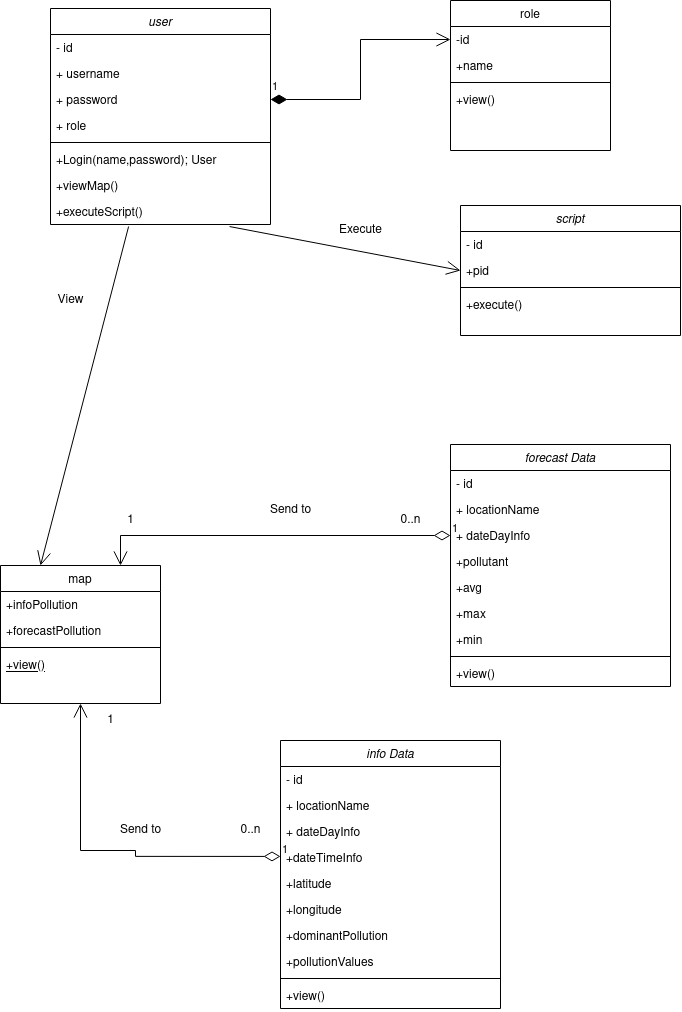 user
- id
+ username
+ password
+ role
+Login(name,password); User
+viewMap()
+executeScript()
1
role
-id
+name
+view()
Execute
script
- id
+pid
+execute()
View
forecast Data
- id
+ locationName
+ dateDayInfo
+pollutant
+avg
+max
+min
+view()
Send to
1
0..n
1
map
+infoPollution
+forecastPollution
+view()
1
Send to
0..n
1
info Data
- id
+ locationName
+ dateDayInfo
+dateTimeInfo
+latitude
+longitude
+dominantPollution
+pollutionValues
+view()